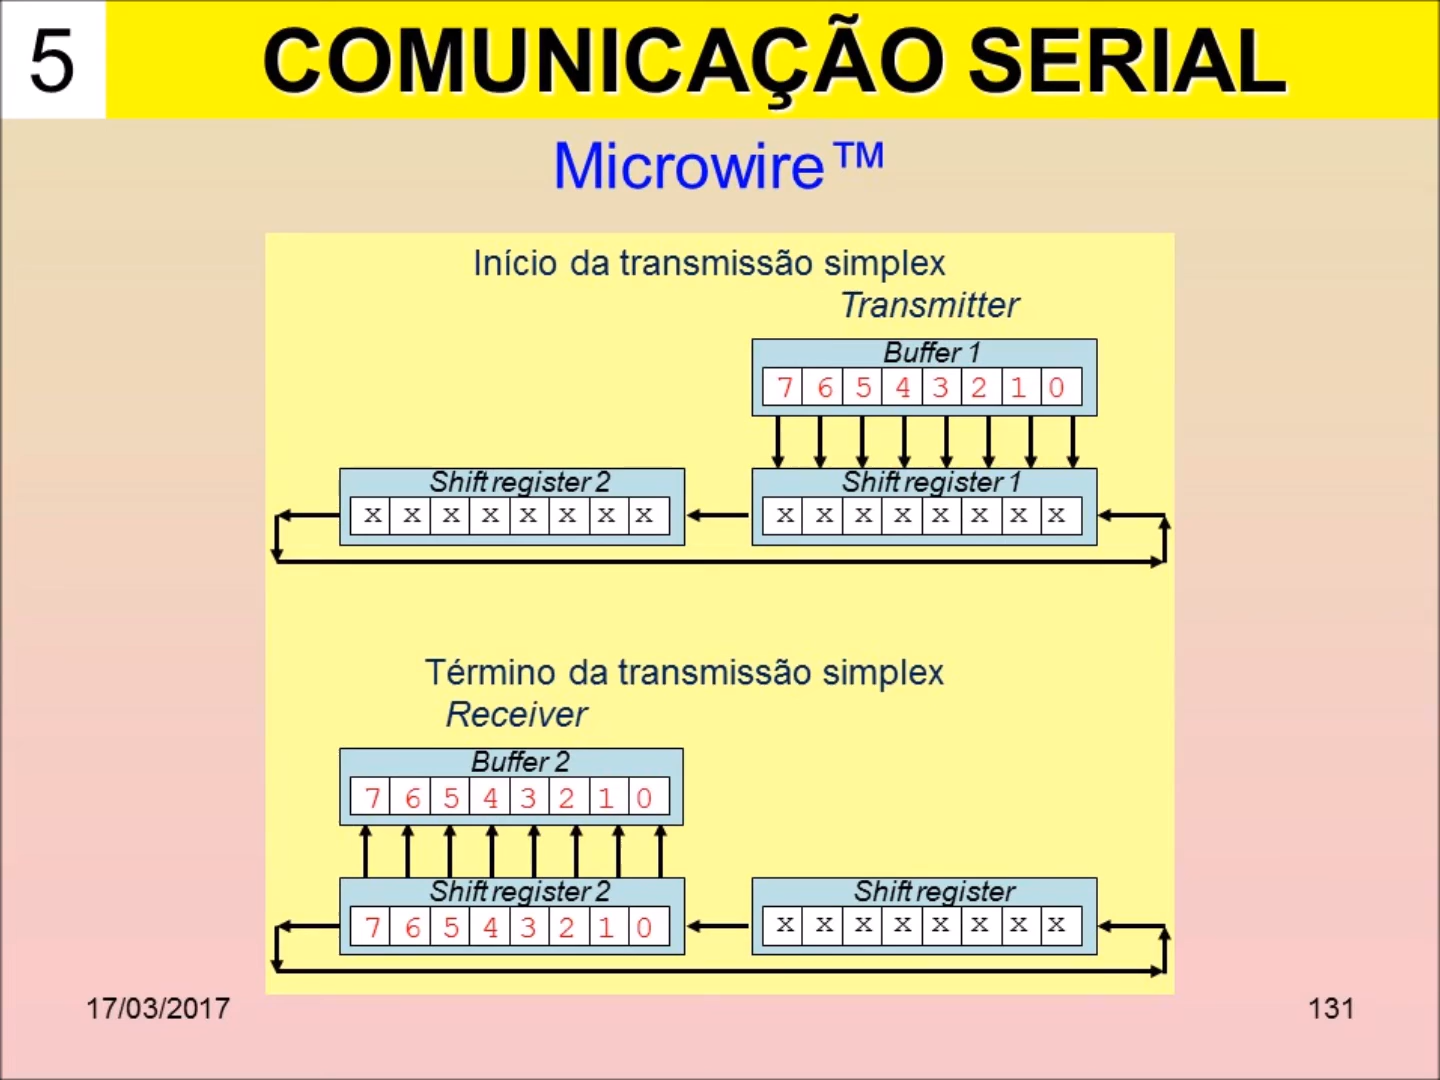 5
COMUNICAÇÃO SERIAL
Microwire™
Início da transmissão simplex
Transmitter
Buffer 1
7 6 5 4 3 2 1 0
Shift register 2
x x x x x x x x
Shift register 1
x x x x x x x x
Término da transmissão simplex
Receiver
Buffer 2
7 6 5 4 3 2 1 0
Shift register 2
7 6 5 4 3 2 1 0
Shift register
x x x x x x x x
17/03/2017
131